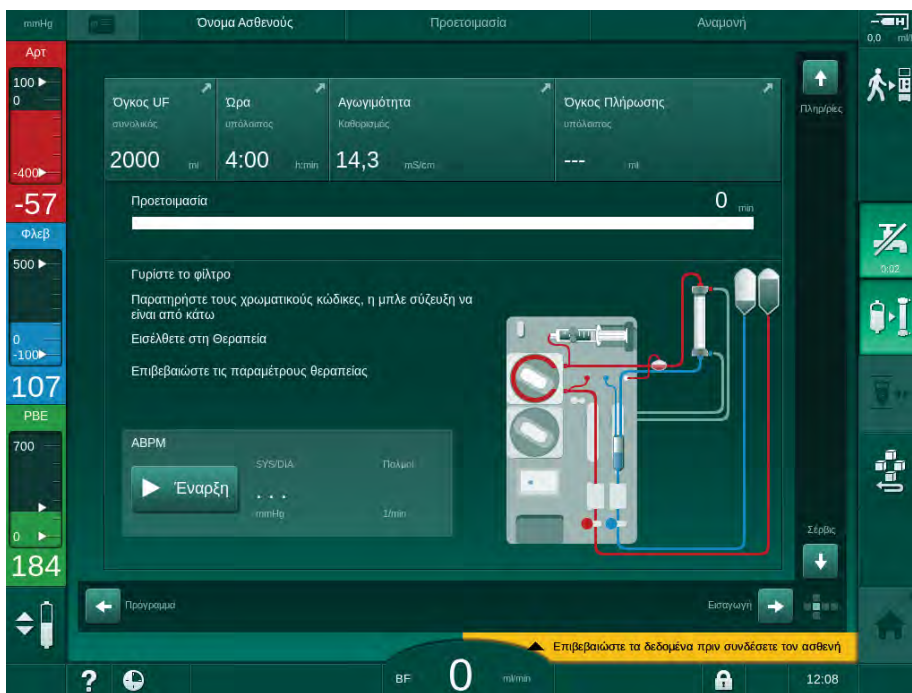 mmHg
Όνομα Ασθενούς
Προετοιμασία
Αναμονή
0,0 ml/
Αρτ
100
0
-400
-57
Φλεβ
500
0
-100
107
PBE
700
0
184
Όγκος UF
συνολικός
2000 ml
Ώρα
υπόλοιπος
4:00 h:min
Αγωγιμότητα
Καθορισμός
14,3 mS/cm
Όγκος Πλήρωσης
υπόλοιπος
--- ml
Πληρ/ρίες
Προετοιμασία
0 min
Γυρίστε το φίλτρο
Παρατηρήστε τους χρωματικούς κώδικες, η μπλε σύζευξη να
είναι από κάτω
Εισέλθετε στη Θεραπεία
Επιβεβαιώστε τις παραμέτρους θεραπείας
ABPM
Έναρξη
SYS/DIA
. . .
mmHg
Παλμοί
1/min
0:02
Σέρβις
Πρόγραμμα
Εισαγωγή
Επιβεβαιώστε τα δεδομένα πριν συνδέσετε τον ασθενή
?
BF 0 ml/min
12:08